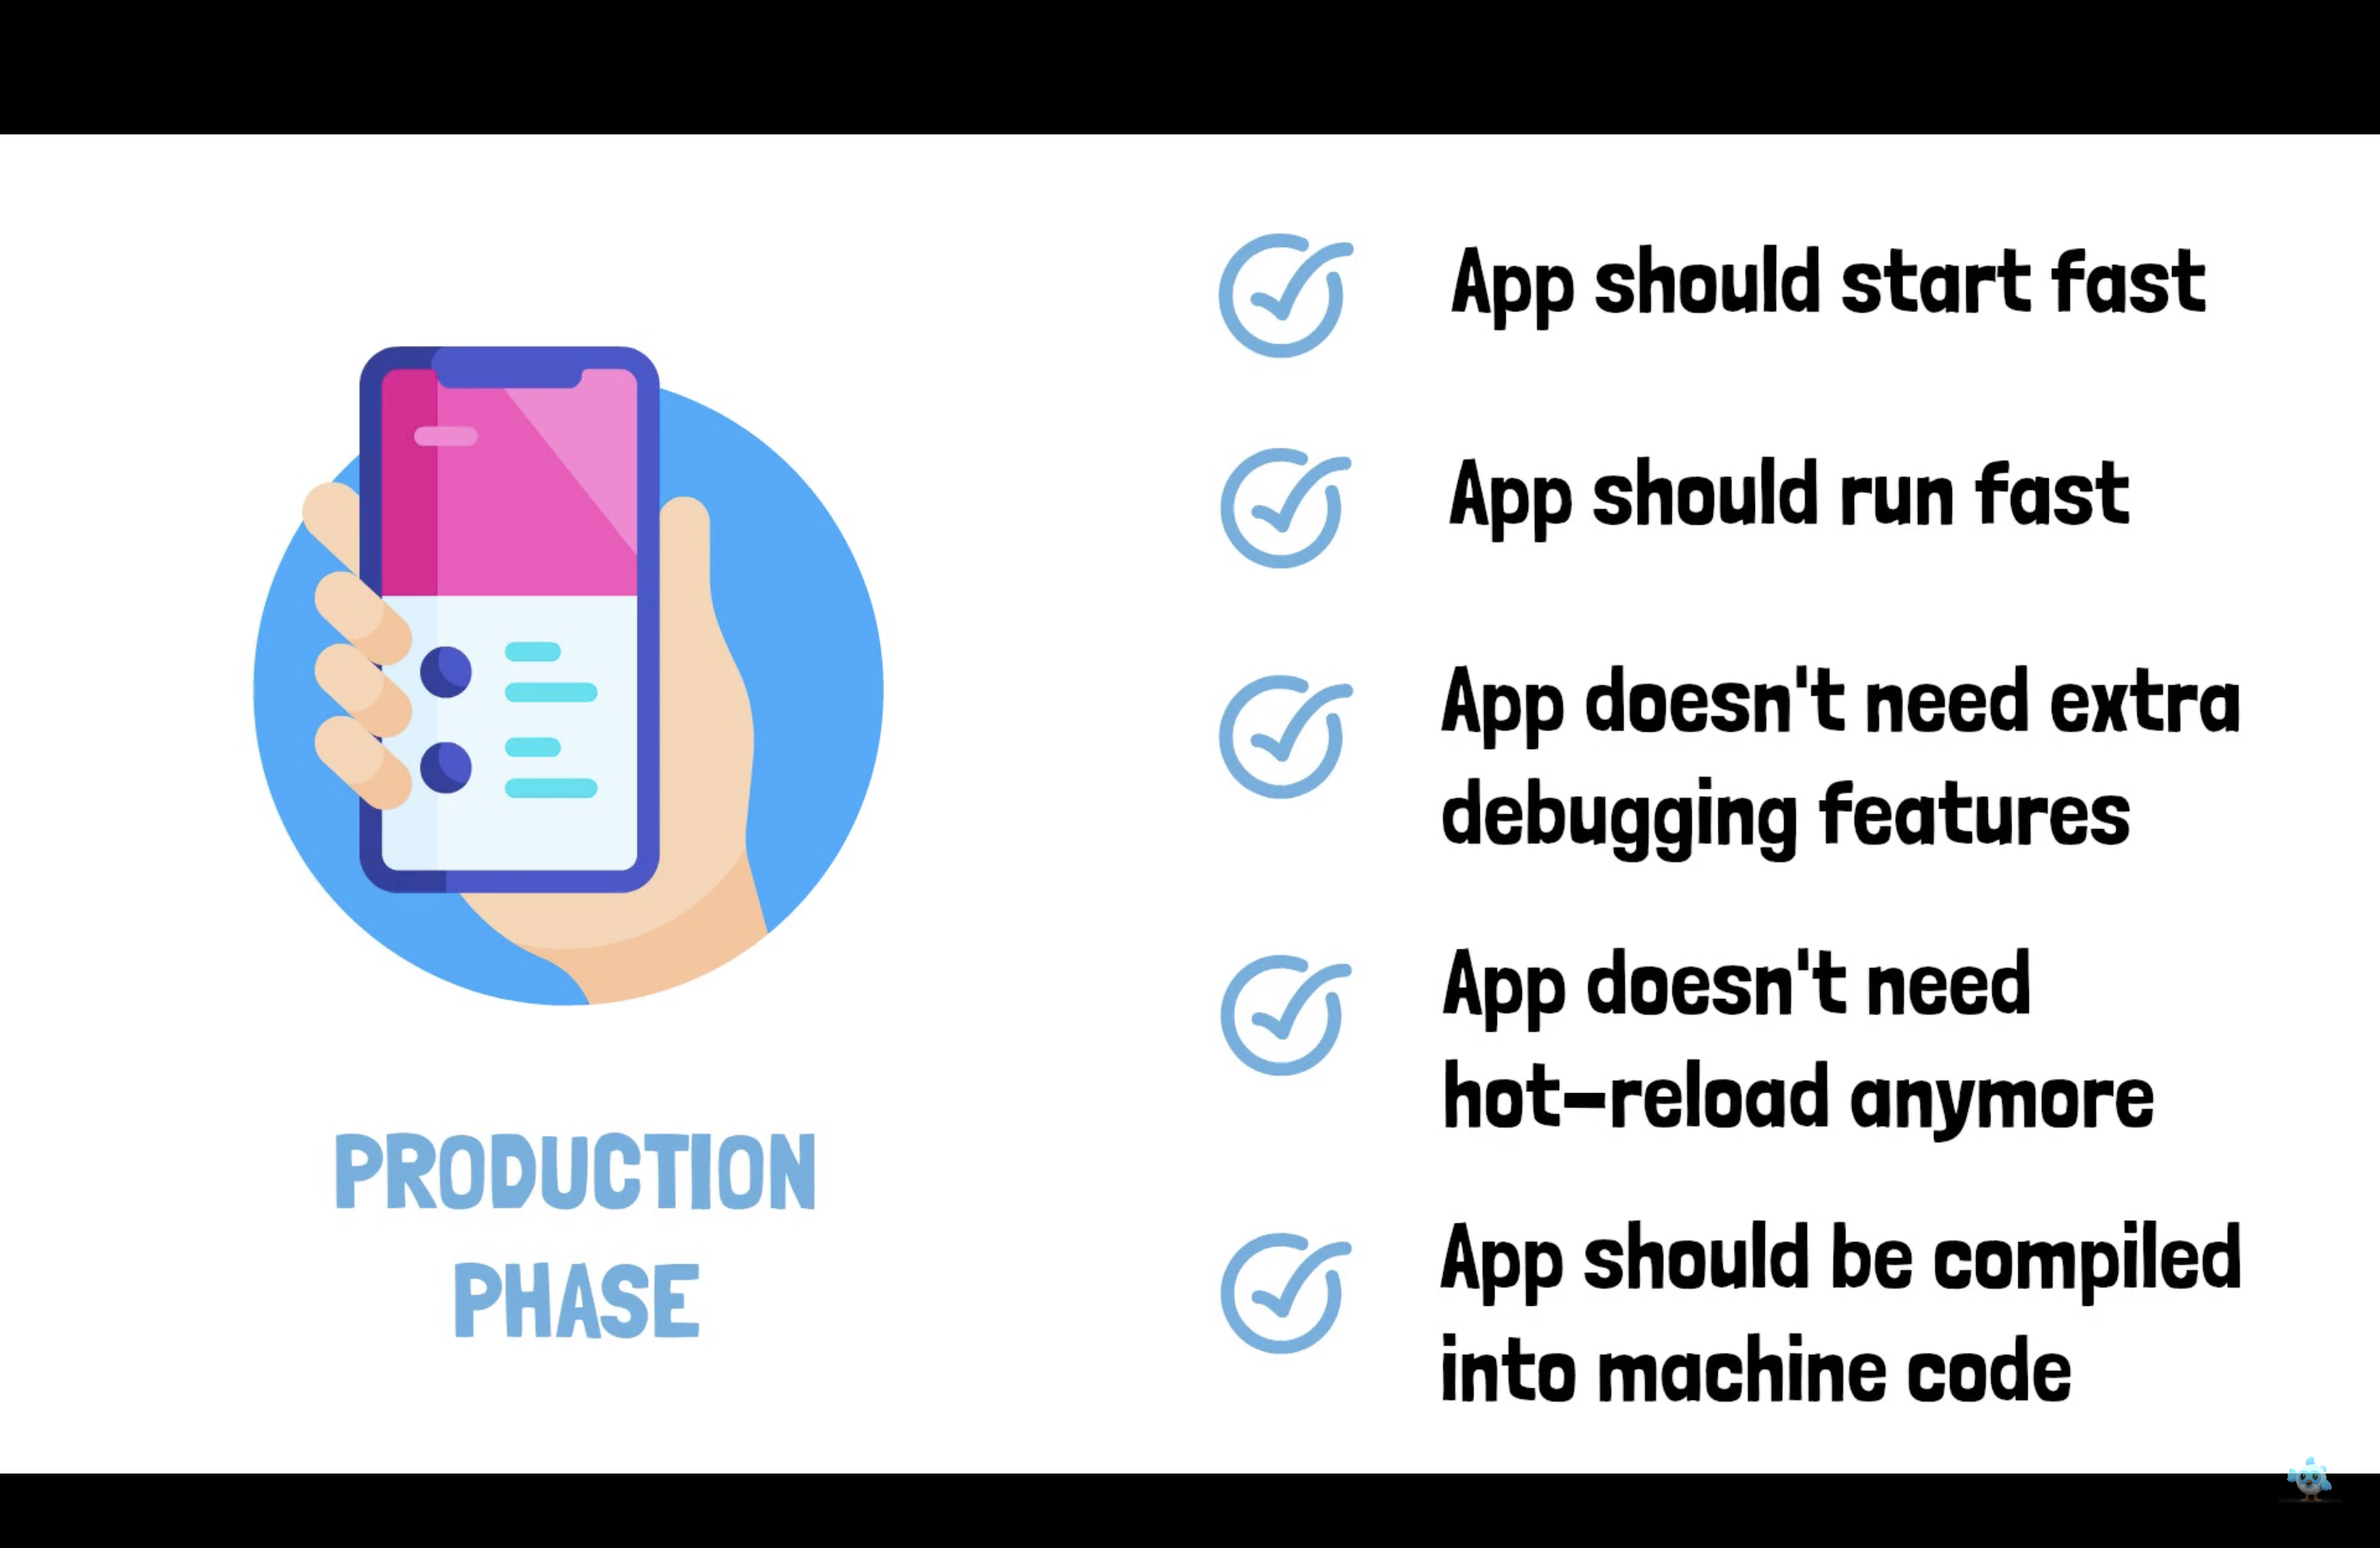 PRODUCTION
PHASE
App should start fast
App should run fast
App doesn't need extra
debugging features
App doesn't need
hot-reload anymore
App should be compiled
into machine code